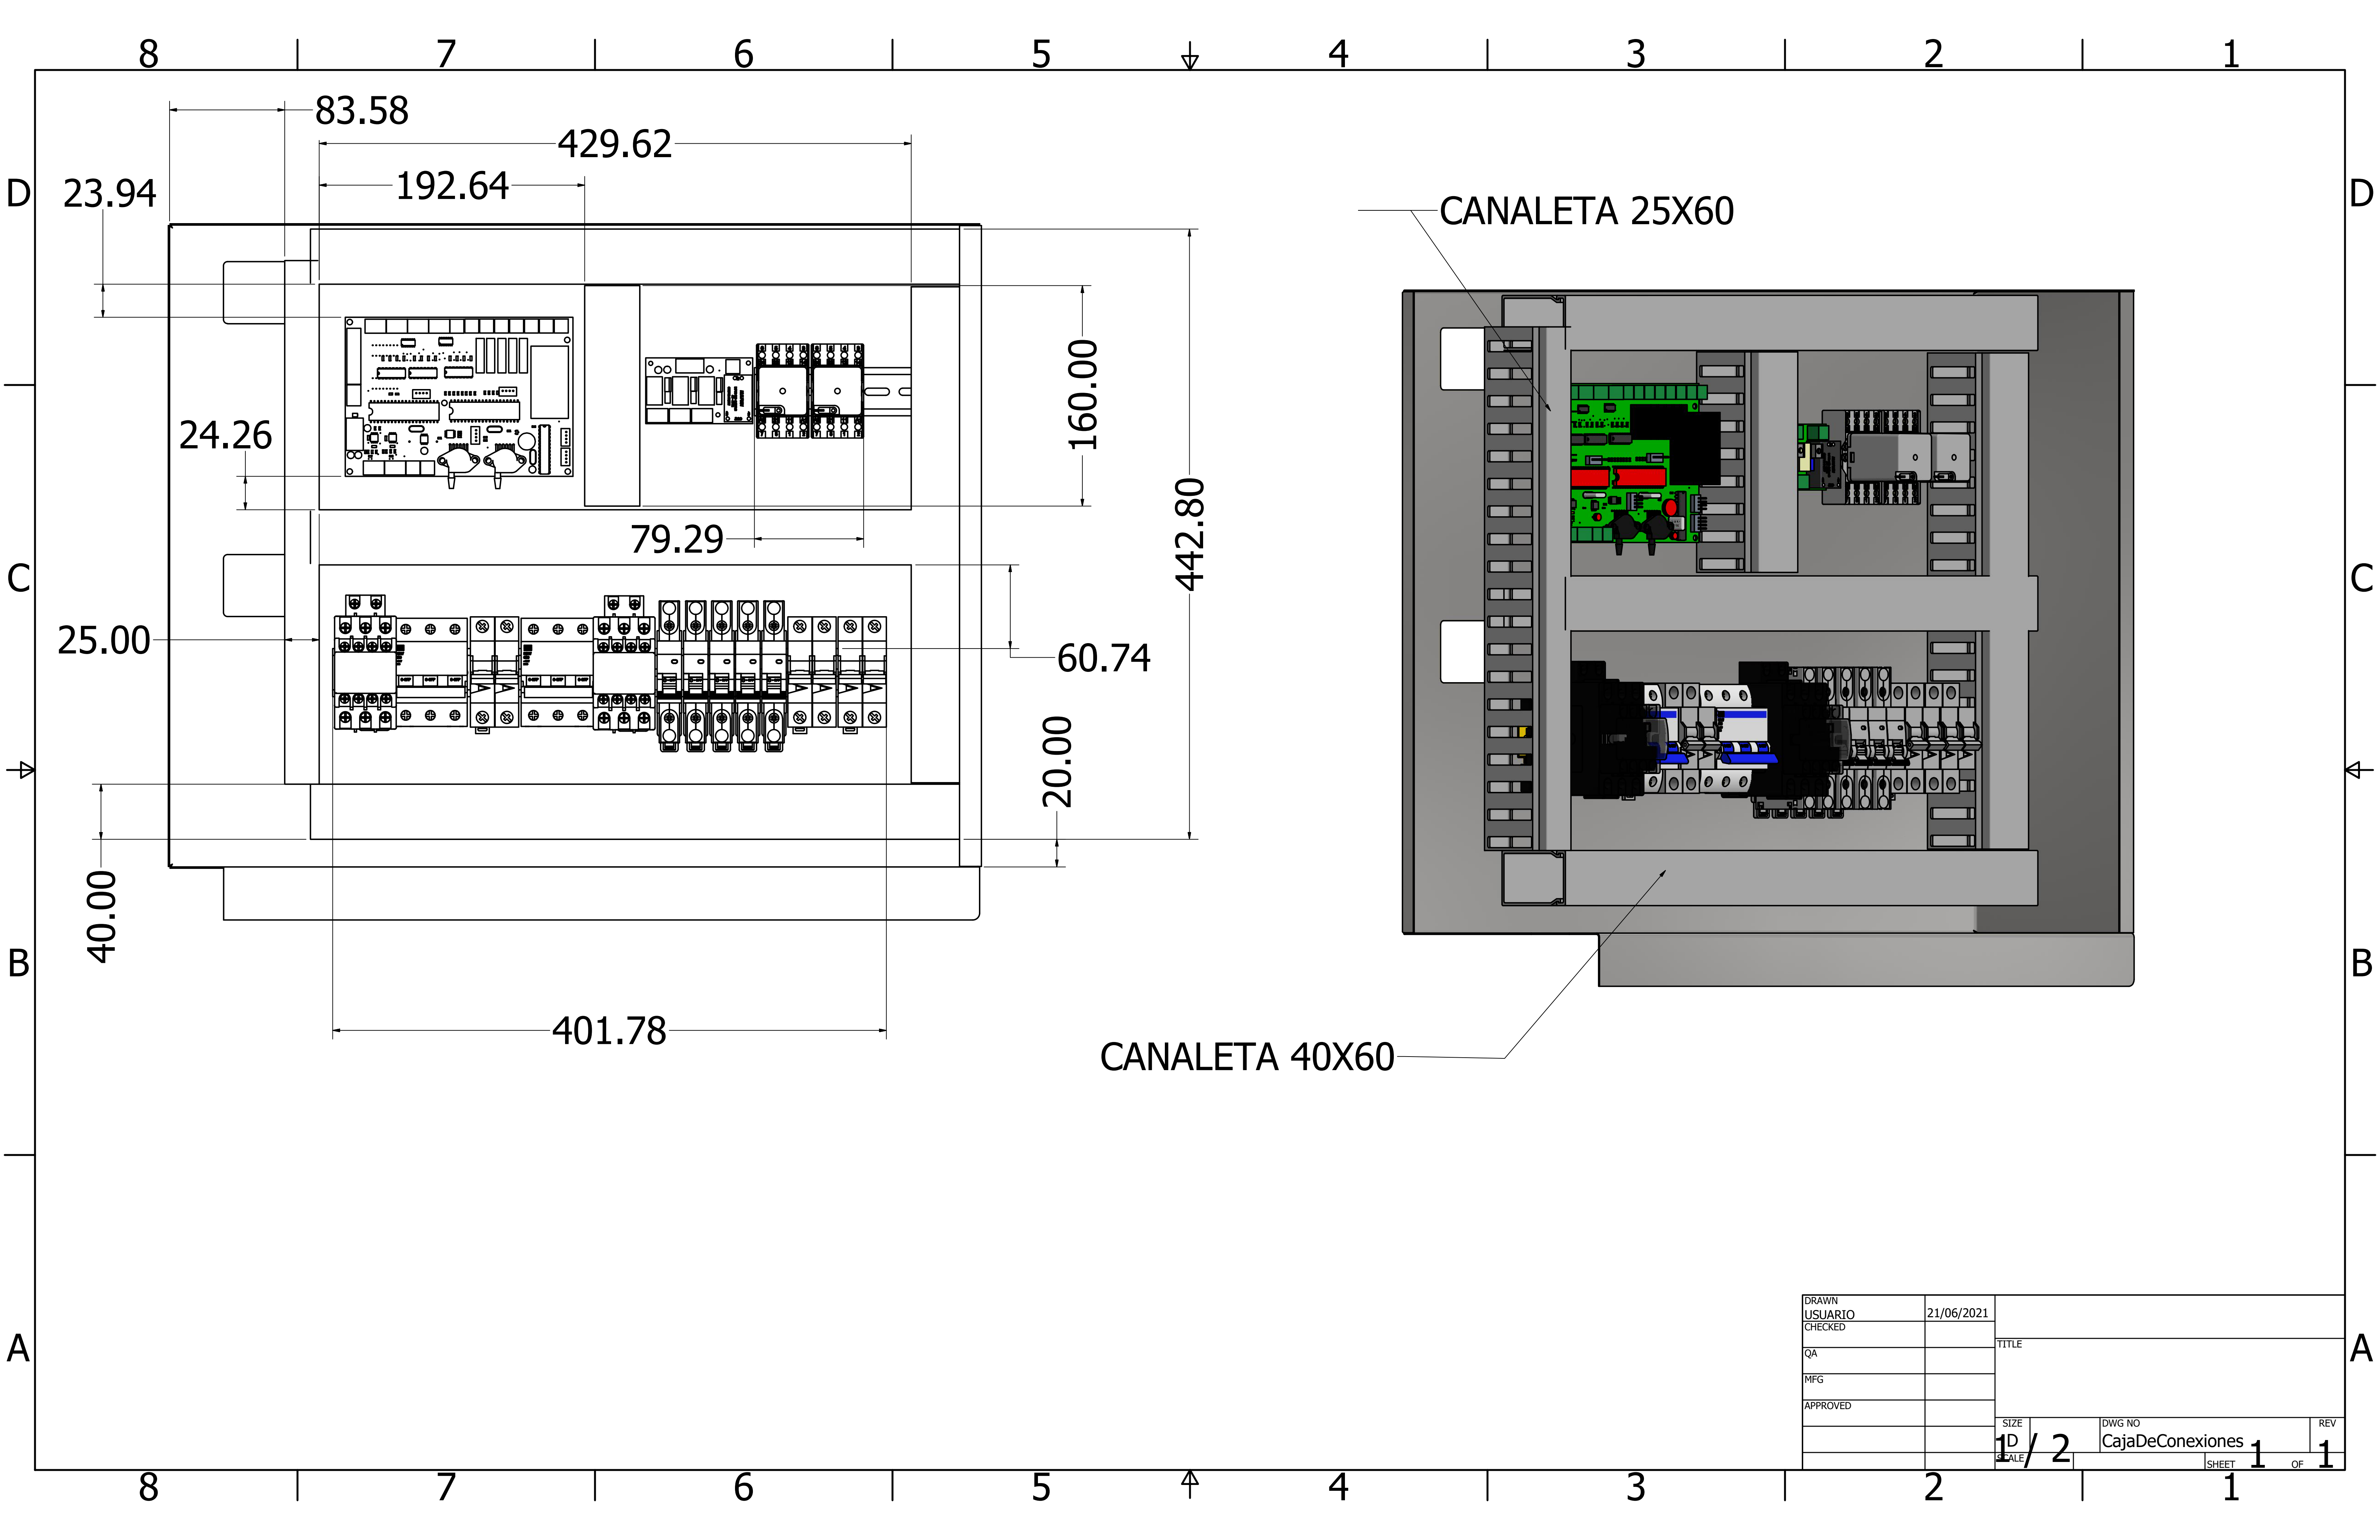 8 7 6 5 4 3 2 1
D
D
83.58
429.62
192.64
23.94
CANALETA 25X60
160.00
24.26
442.80
79.29
C
C
25.00
60.74
20.00
40.00
B
B
401.78
CANALETA 40X60
A
A
DRAWN
USUARIO
21/06/2021
CHECKED
QA
MFG
APPROVED
TITLE
SIZE
D
DWG NO
CajaDeConexiones
REV
1
SCALE
1 / 2
SHEET 1 OF 1
8 7 6 5 4 3 2 1